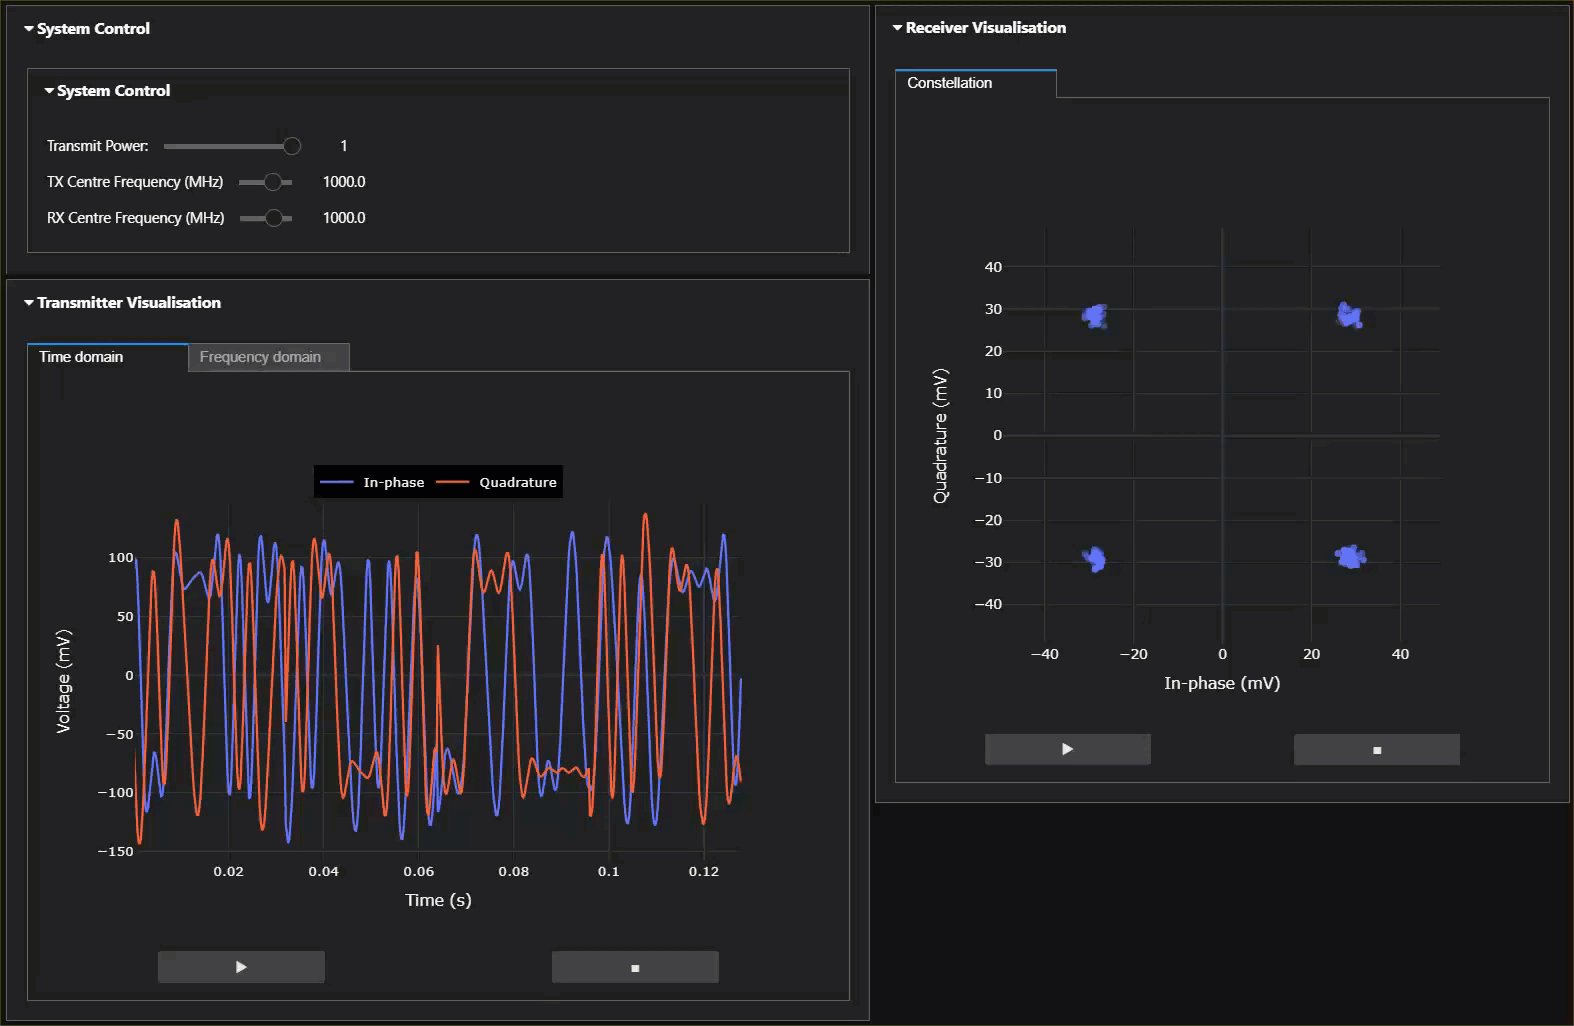 System Control
System Control
Transmit Power: 1
TX Centre Frequency (MHz) 1000.0
RX Centre Frequency (MHz) 1000.0
Transmitter Visualisation
Time domain Frequency domain
In-phase Quadrature
100
50
0
−50
−100
−150
Voltage (mV)
0.02 0.04 0.06 0.08 0.1 0.12
Time (s)
Receiver Visualisation
Constellation
40
30
20
10
0
−10
−20
−30
−40
Quadrature (mV)
−40 −20 0 20 40
In-phase (mV)